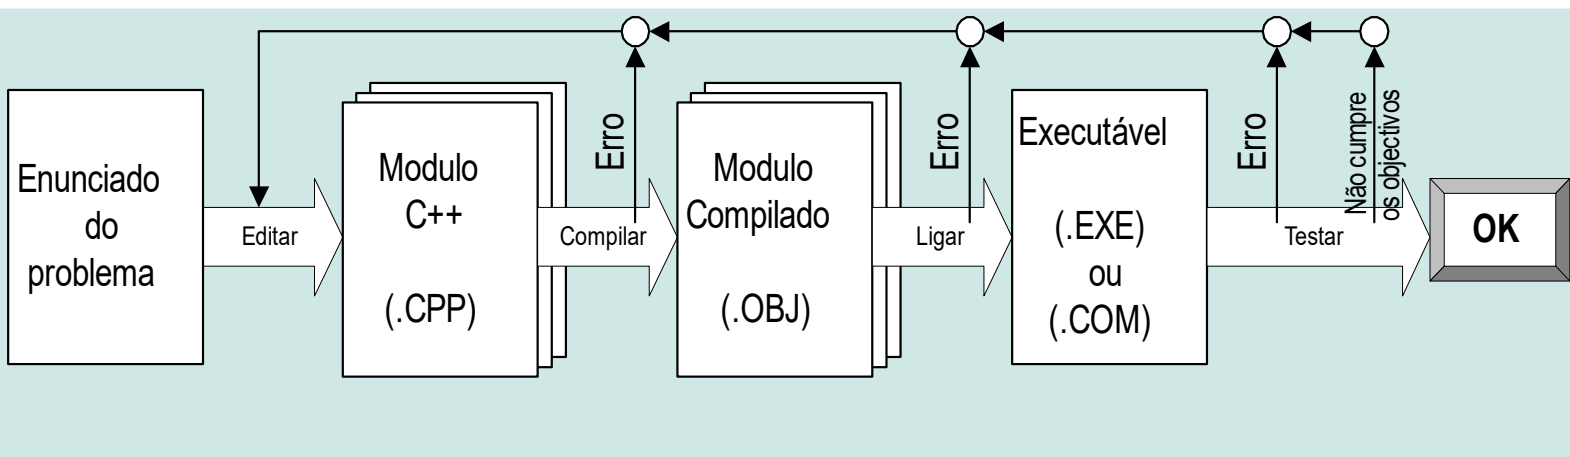 Enunciado
do
problema
Editar
Modulo
C++
(.CPP)
Erro
Compilar
Modulo
Compilado
(.OBJ)
Erro
Ligar
Executável
(.EXE)
ou
(.COM)
Erro
Testar
Não cumpre
os objectivos
OK